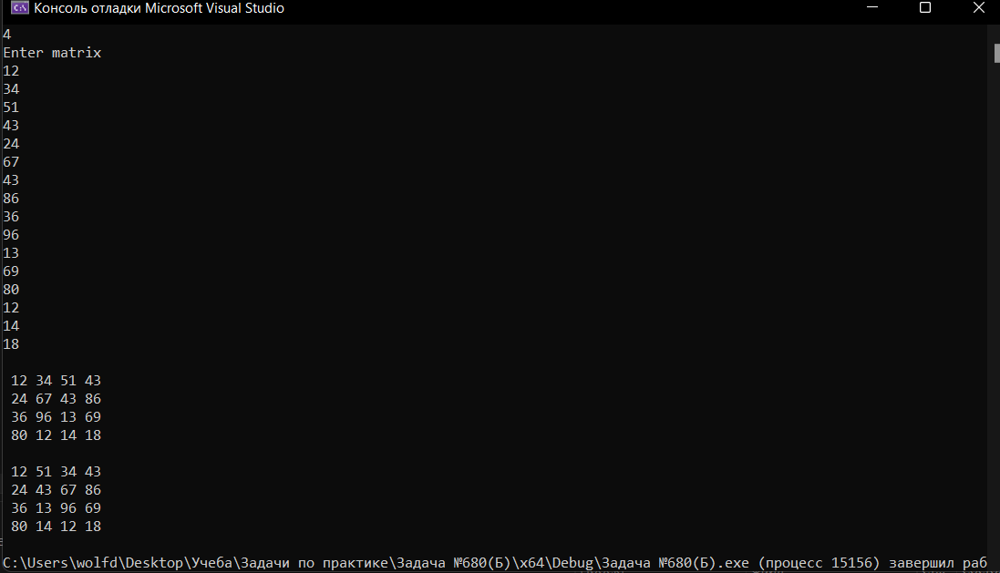 Консоль отладки Microsoft Visual Studio
4
Enter matrix
12
34
51
43
24
67
43
86
36
96
13
69
80
12
14
18
12 34 51 43
24 67 43 86
36 96 13 69
80 12 14 18
12 51 34 43
24 43 67 86
36 13 96 69
80 14 12 18
C:\Users\wolfd\Desktop\Учеба\Задачи по практике\Задача №680(Б)\x64\Debug\Задача №680(Б).exe (процесс 15156) завершил раб